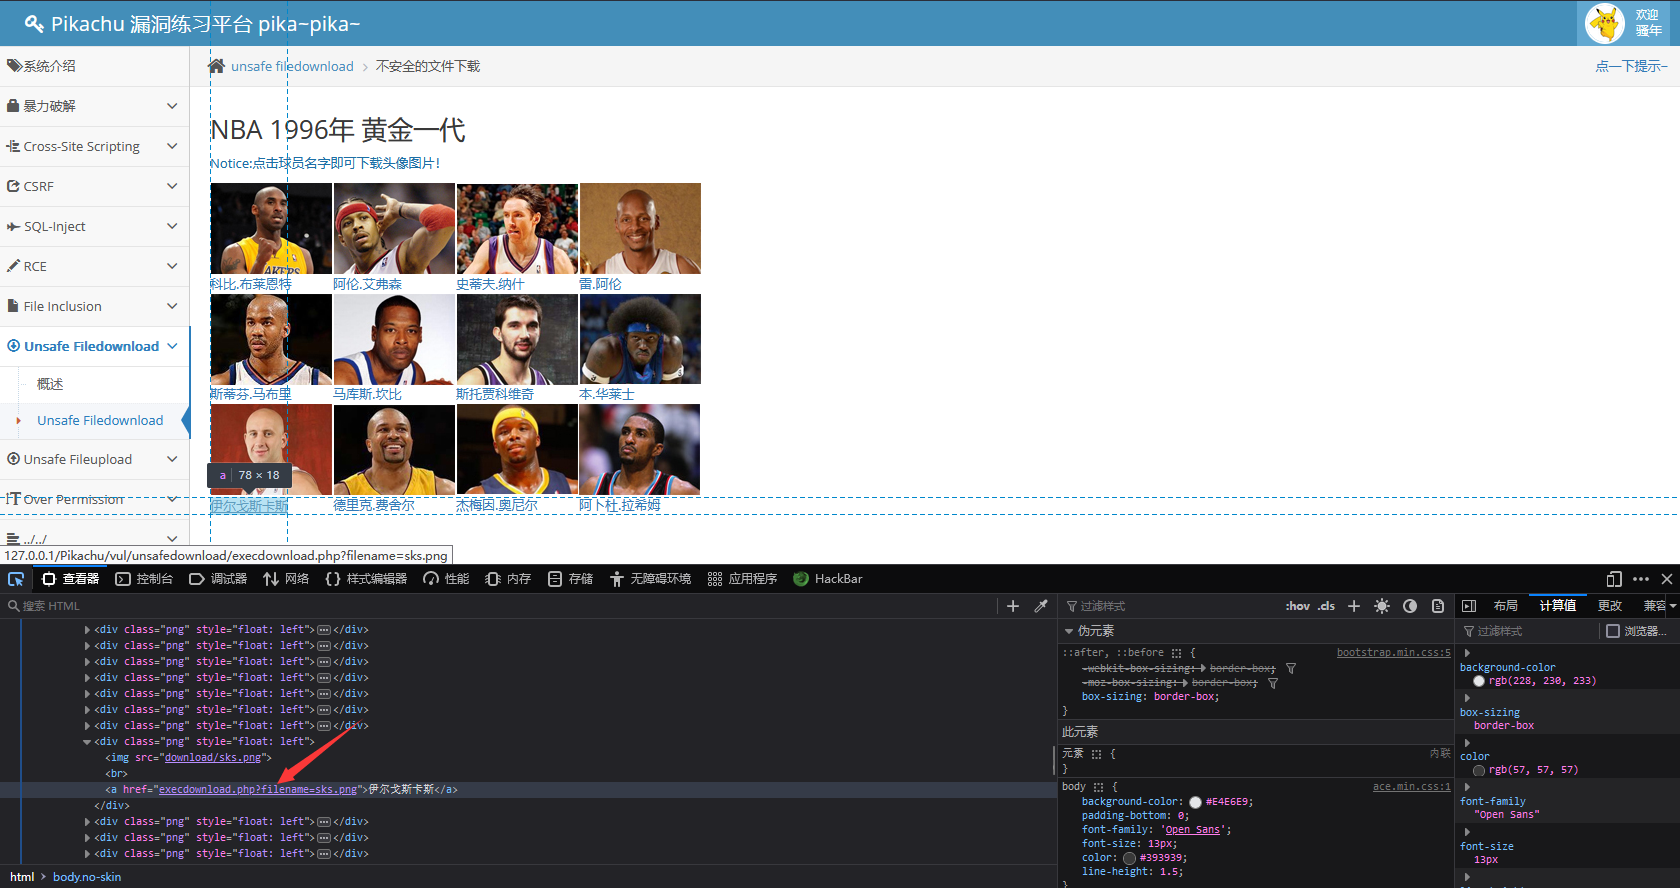 Pikachu 漏洞练习平台 pika~pika~
欢迎
骚年
系统介绍
暴力破解
Cross-Site Scripting
CSRF
SQL-Inject
RCE
File Inclusion
Unsafe Filedownload
概述
Unsafe Filedownload
Unsafe Fileupload
Over Permission
../../
unsafe filedownload > 不安全的文件下载
点一下提示~
NBA 1996年 黄金一代
Notice:点击球员名字即可下载头像图片!
科比.布莱恩特 阿伦.艾弗森 史蒂夫.纳什 雷.阿伦
斯蒂芬.马布里 马库斯.坎比 斯托贾科维奇 本.华莱士
a 78 × 18
伊尔戈斯卡斯 德里克.费舍尔 杰梅因.奥尼尔 阿卜杜.拉希姆
127.0.0.1/Pikachu/vul/unsafedownload/execdownload.php?filename=sks.png
查看器 控制台 调试器 网络 {} 样式编辑器 性能 内存 存储 无障碍环境 应用程序 HackBar
搜索 HTML
<div class="png" style="float: left">⋯</div>
<div class="png" style="float: left">⋯</div>
<div class="png" style="float: left">⋯</div>
<div class="png" style="float: left">⋯</div>
<div class="png" style="float: left">⋯</div>
<div class="png" style="float: left">⋯</div>
<div class="png" style="float: left">⋯</div>
<div class="png" style="float: left">
<img src="download/sks.png">
<br>
<a href="execdownload.php?filename=sks.png">伊尔戈斯卡斯</a>
</div>
<div class="png" style="float: left">⋯</div>
<div class="png" style="float: left">⋯</div>
<div class="png" style="float: left">⋯</div>
html > body.no-skin
过滤样式 :hov .cls
伪元素
::after, ::before { bootstrap.min.css:5
-webkit-box-sizing: border-box;
-moz-box-sizing: border-box;
box-sizing: border-box;
}
此元素
元素 { 内联
}
body { ace.min.css:1
background-color: #E4E6E9;
padding-bottom: 0;
font-family: 'Open Sans';
font-size: 13px;
color: #393939;
line-height: 1.5;
}
布局 计算值 更改 兼容
过滤样式 浏览器...
background-color
rgb(228, 230, 233)
box-sizing
border-box
color
rgb(57, 57, 57)
font-family
"Open Sans"
font-size
13px